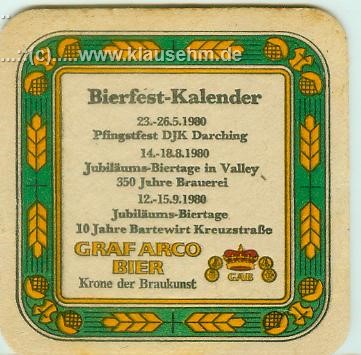 ....:::::(c).....www.klausehm.de
Bierfest-Kalender
23.-26.5.1980
Pfingstfest DJK Darching
14.-18.8.1980
Jubiläums-Biertage in Valley
350 Jahre Brauerei
12.-15.9.1980
Jubiläums-Biertage
10 Jahre Bartewirt Kreuzstraße
GRAF ARCO
BIER
GAB
Krone der Braukunst